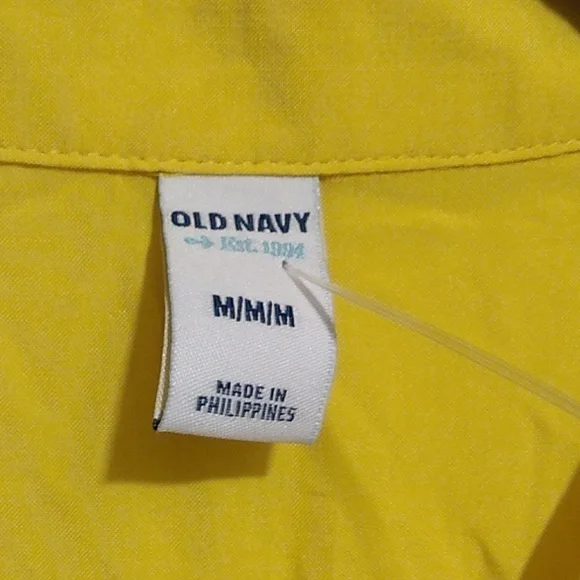 OLD NAVY
Est. 1994
M/M/M
MADE IN
PHILIPPINES